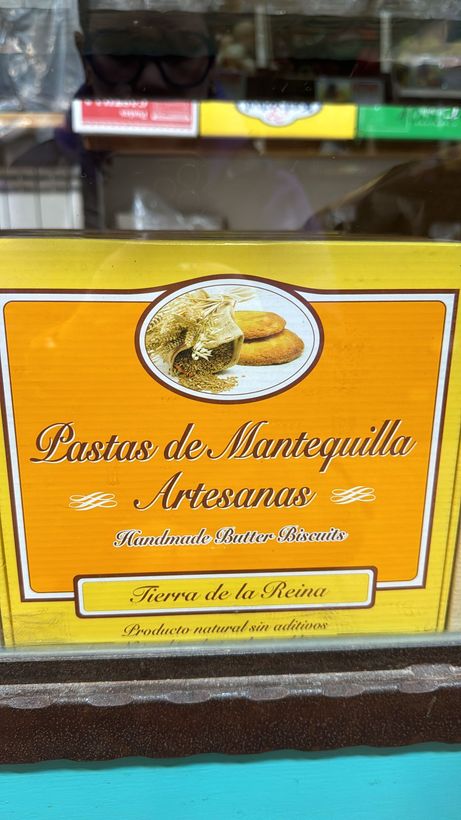 Pastas de Mantequilla
Artesanas
Handmade Butter Biscuits
Tierra de la Reina
Producto natural sin aditivos